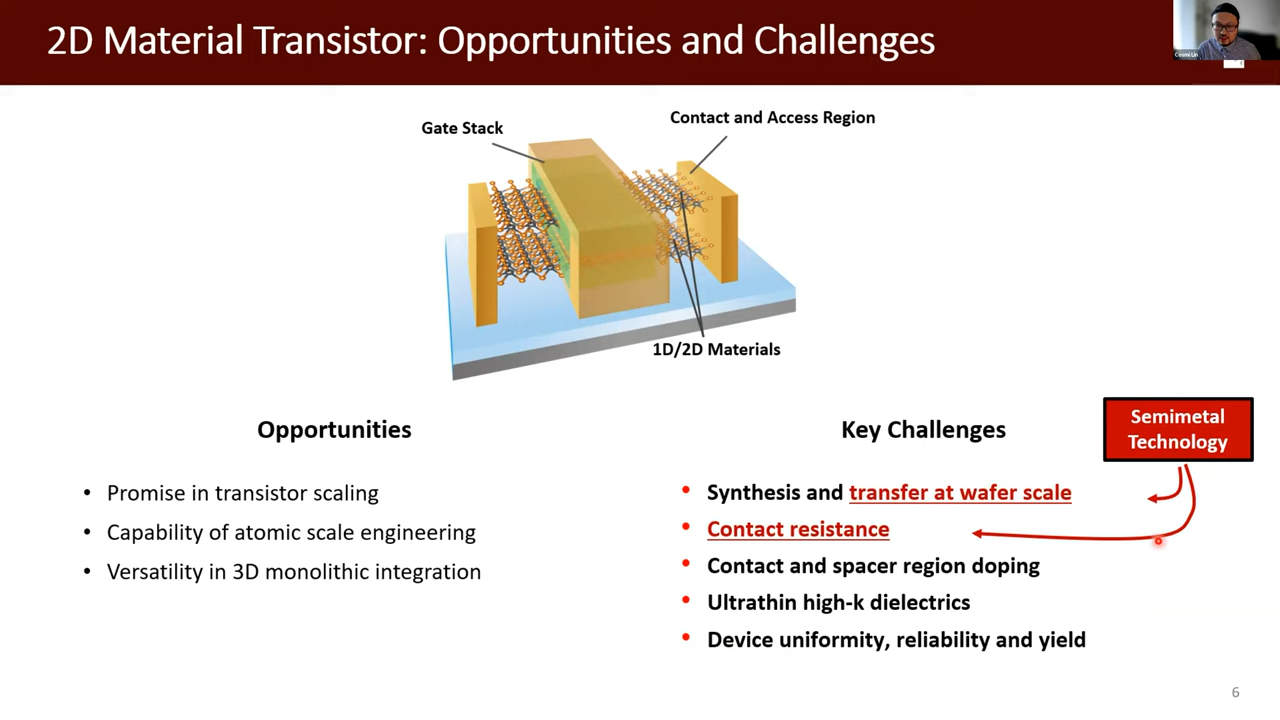 2D Material Transistor: Opportunities and Challenges
Cosmi Lin
Gate Stack
Contact and Access Region
1D/2D Materials
Opportunities
• Promise in transistor scaling
• Capability of atomic scale engineering
• Versatility in 3D monolithic integration
Key Challenges
Semimetal
Technology
• Synthesis and transfer at wafer scale
• Contact resistance
• Contact and spacer region doping
• Ultrathin high-k dielectrics
• Device uniformity, reliability and yield
6